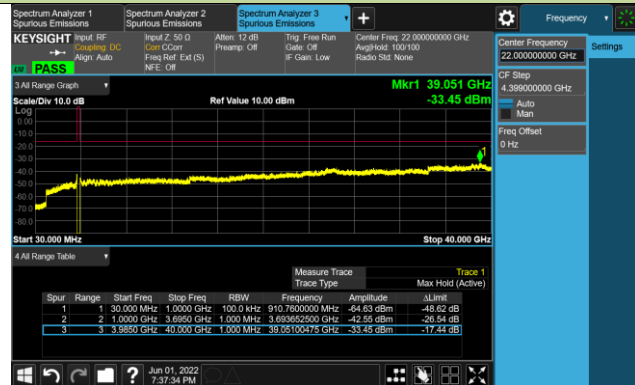 Spectrum Analyzer 1
Spurious Emissions
Spectrum Analyzer 2
Spurious Emissions
Spectrum Analyzer 3
Spurious Emissions
Frequency
KEYSIGHT
Input: RF
Coupling: DC
Align: Auto
Input Z: 50 Ω
Corr CCorr
Freq Ref: Ext (S)
NFE: Off
Atten: 12 dB
Preamp: Off
Trig: Free Run
Gate: Off
IF Gain: Low
Center Freq: 22.000000000 GHz
Avg|Hold: 100/100
Radio Std: None
PASS
Center Frequency
22.000000000 GHz
Settings
CF Step
4.399000000 GHz
Auto
Man
Freq Offset
0 Hz
3 All Range Graph
Mkr1 39.051 GHz
Scale/Div 10.0 dB
Ref Value 10.00 dBm
-33.45 dBm
Log
0.00
-10.0
-20.0
-30.0
-40.0
-50.0
-60.0
-70.0
-80.0
1
Start 30.000 MHz
Stop 40.000 GHz
4 All Range Table
Measure Trace Trace 1
Trace Type Max Hold (Active)
Spur Range Start Freq Stop Freq RBW Frequency Amplitude ΔLimit
1 1 30.000 MHz 1.0000 GHz 100.0 kHz 910.7600000 MHz -64.63 dBm -48.62 dB
2 2 1.0000 GHz 3.6950 GHz 1.000 MHz 3.693652500 GHz -42.55 dBm -26.54 dB
3 3 3.9850 GHz 40.000 GHz 1.000 MHz 39.05100475 GHz -33.45 dBm -17.44 dB
Jun 01, 2022
7:37:34 PM